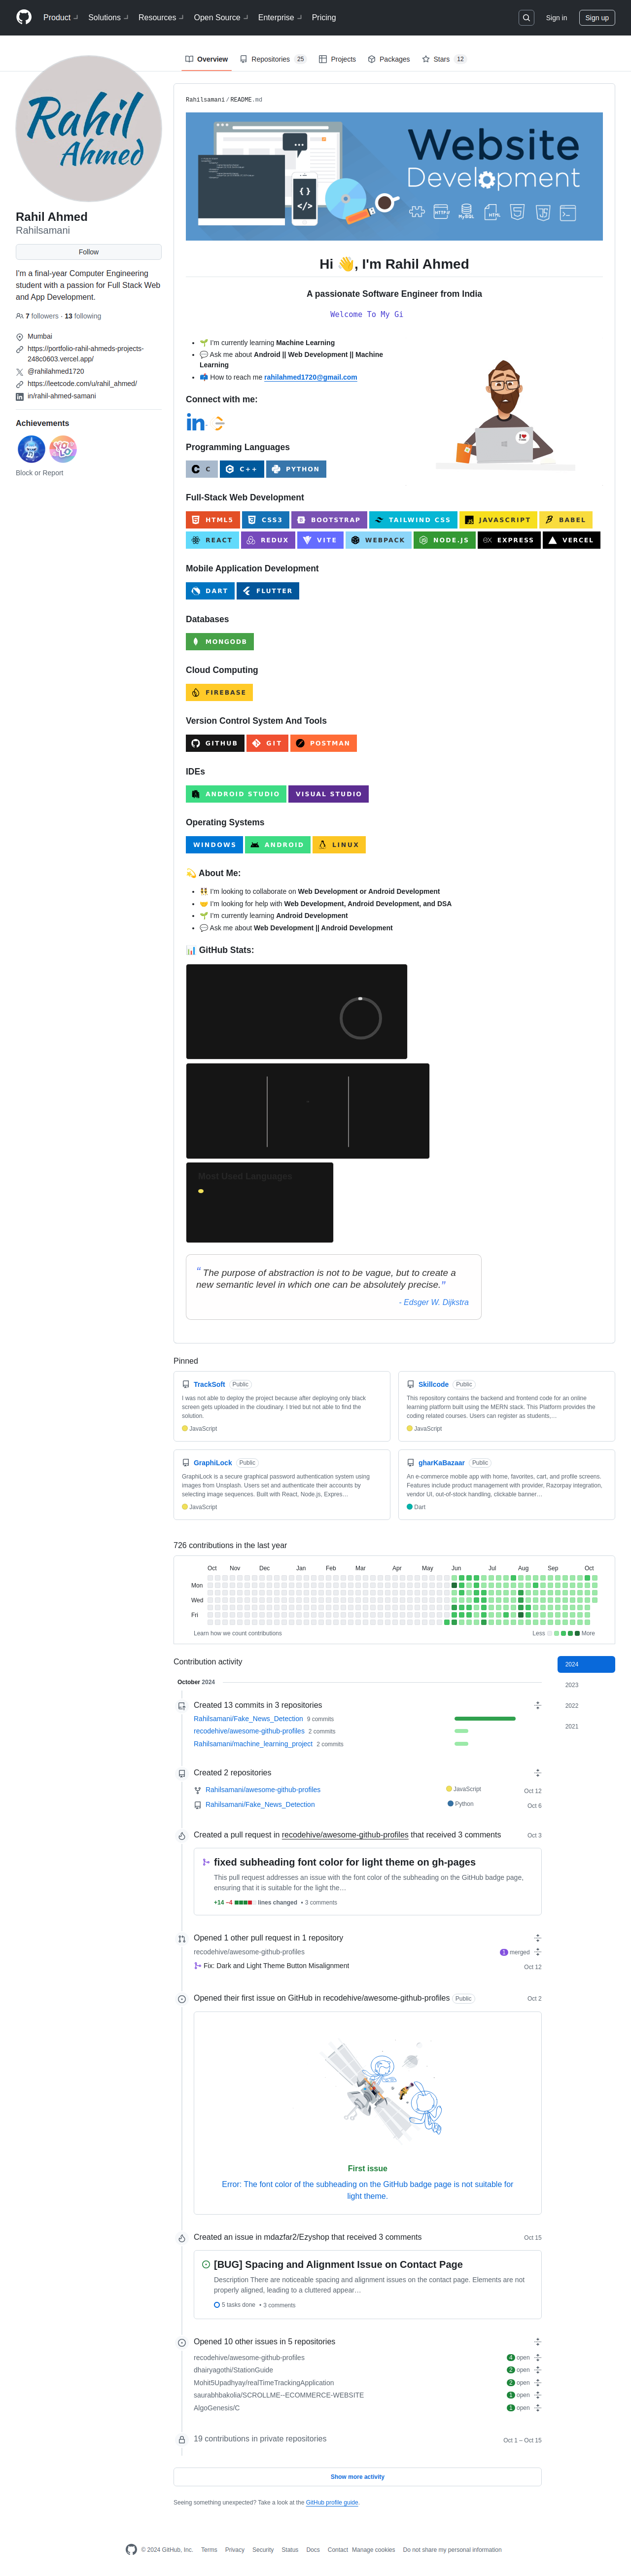 Product
Solutions
Resources
Open Source
Enterprise
Pricing
Sign in
Sign up
Overview
Repositories 25
Projects
Packages
Stars 12
Rahil
Ahmed
Rahil Ahmed
Rahilsamani
Follow
I'm a final-year Computer Engineering
student with a passion for Full Stack Web
and App Development.
7 followers · 13 following
Mumbai
https://portfolio-rahil-ahmeds-projects-
248c0603.vercel.app/
@rahilahmed1720
https://leetcode.com/u/rahil_ahmed/
in/rahil-ahmed-samani
Achievements
Block or Report
Rahilsamani / README.md
Website
Development
Hi 👋, I'm Rahil Ahmed
A passionate Software Engineer from India
Welcome To My Gi
🌱 I'm currently learning Machine Learning
💬 Ask me about Android || Web Development || Machine
Learning
📫 How to reach me rahilahmed1720@gmail.com
Connect with me:
Programming Languages
C
C++
PYTHON
Full-Stack Web Development
HTML5
CSS3
BOOTSTRAP
TAILWIND CSS
JAVASCRIPT
BABEL
REACT
REDUX
VITE
WEBPACK
NODE.JS
EXPRESS
VERCEL
Mobile Application Development
DART
FLUTTER
Databases
MONGODB
Cloud Computing
FIREBASE
Version Control System And Tools
GITHUB
GIT
POSTMAN
IDEs
ANDROID STUDIO
VISUAL STUDIO
Operating Systems
WINDOWS
ANDROID
LINUX
💫 About Me:
👯 I'm looking to collaborate on Web Development or Android Development
🤝 I'm looking for help with Web Development, Android Development, and DSA
🌱 I'm currently learning Android Development
💬 Ask me about Web Development || Android Development
📊 GitHub Stats:
Most Used Languages
“ The purpose of abstraction is not to be vague, but to create a
new semantic level in which one can be absolutely precise.”
- Edsger W. Dijkstra
Pinned
TrackSoft Public
I was not able to deploy the project because after deploying only black
screen gets uploaded in the cloudinary. I tried but not able to find the
solution.
JavaScript
Skillcode Public
This repository contains the backend and frontend code for an online
learning platform built using the MERN stack. This Platform provides the
coding related courses. Users can register as students,…
JavaScript
GraphiLock Public
GraphiLock is a secure graphical password authentication system using
images from Unsplash. Users set and authenticate their accounts by
selecting image sequences. Built with React, Node.js, Expres…
JavaScript
gharKaBazaar Public
An e-commerce mobile app with home, favorites, cart, and profile screens.
Features include product management with provider, Razorpay integration,
vendor UI, out-of-stock handling, clickable banner…
Dart
726 contributions in the last year
Oct Nov Dec Jan Feb Mar Apr May Jun Jul Aug Sep Oct
Mon
Wed
Fri
Learn how we count contributions
Less More
Contribution activity
2024
2023
2022
2021
October 2024
Created 13 commits in 3 repositories
Rahilsamani/Fake_News_Detection 9 commits
recodehive/awesome-github-profiles 2 commits
Rahilsamani/machine_learning_project 2 commits
Created 2 repositories
Rahilsamani/awesome-github-profiles JavaScript Oct 12
Rahilsamani/Fake_News_Detection Python Oct 6
Created a pull request in recodehive/awesome-github-profiles that received 3 comments Oct 3
fixed subheading font color for light theme on gh-pages
This pull request addresses an issue with the font color of the subheading on the GitHub badge page,
ensuring that it is suitable for light the…
+14 −4 lines changed • 3 comments
Opened 1 other pull request in 1 repository
recodehive/awesome-github-profiles 1 merged
Fix: Dark and Light Theme Button Misalignment Oct 12
Opened their first issue on GitHub in recodehive/awesome-github-profiles Public Oct 2
First issue
Error: The font color of the subheading on the GitHub badge page is not suitable for
light theme.
Created an issue in mdazfar2/Ezyshop that received 3 comments Oct 15
[BUG] Spacing and Alignment Issue on Contact Page
Description There are noticeable spacing and alignment issues on the contact page. Elements are not
properly aligned, leading to a cluttered appear…
5 tasks done • 3 comments
Opened 10 other issues in 5 repositories
recodehive/awesome-github-profiles 4 open
dhairyagothi/StationGuide 2 open
Mohit5Upadhyay/realTimeTrackingApplication 2 open
saurabhbakolia/SCROLLME--ECOMMERCE-WEBSITE 1 open
AlgoGenesis/C 1 open
19 contributions in private repositories Oct 1 – Oct 15
Show more activity
Seeing something unexpected? Take a look at the GitHub profile guide.
© 2024 GitHub, Inc.
Terms
Privacy
Security
Status
Docs
Contact
Manage cookies
Do not share my personal information